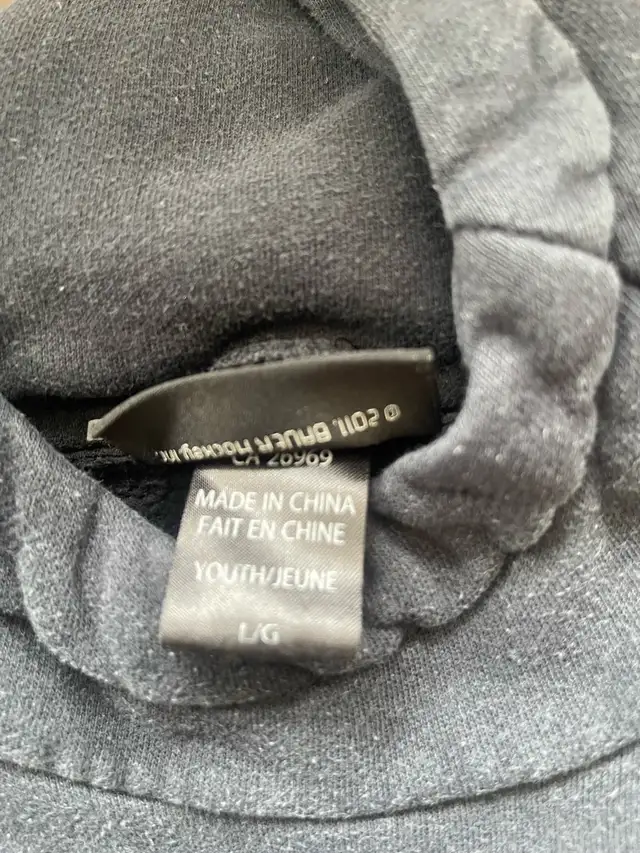 © 2011, BAUER Hockey, Inc.
CA 26969
MADE IN CHINA
FAIT EN CHINE
YOUTH/JEUNE
L/G